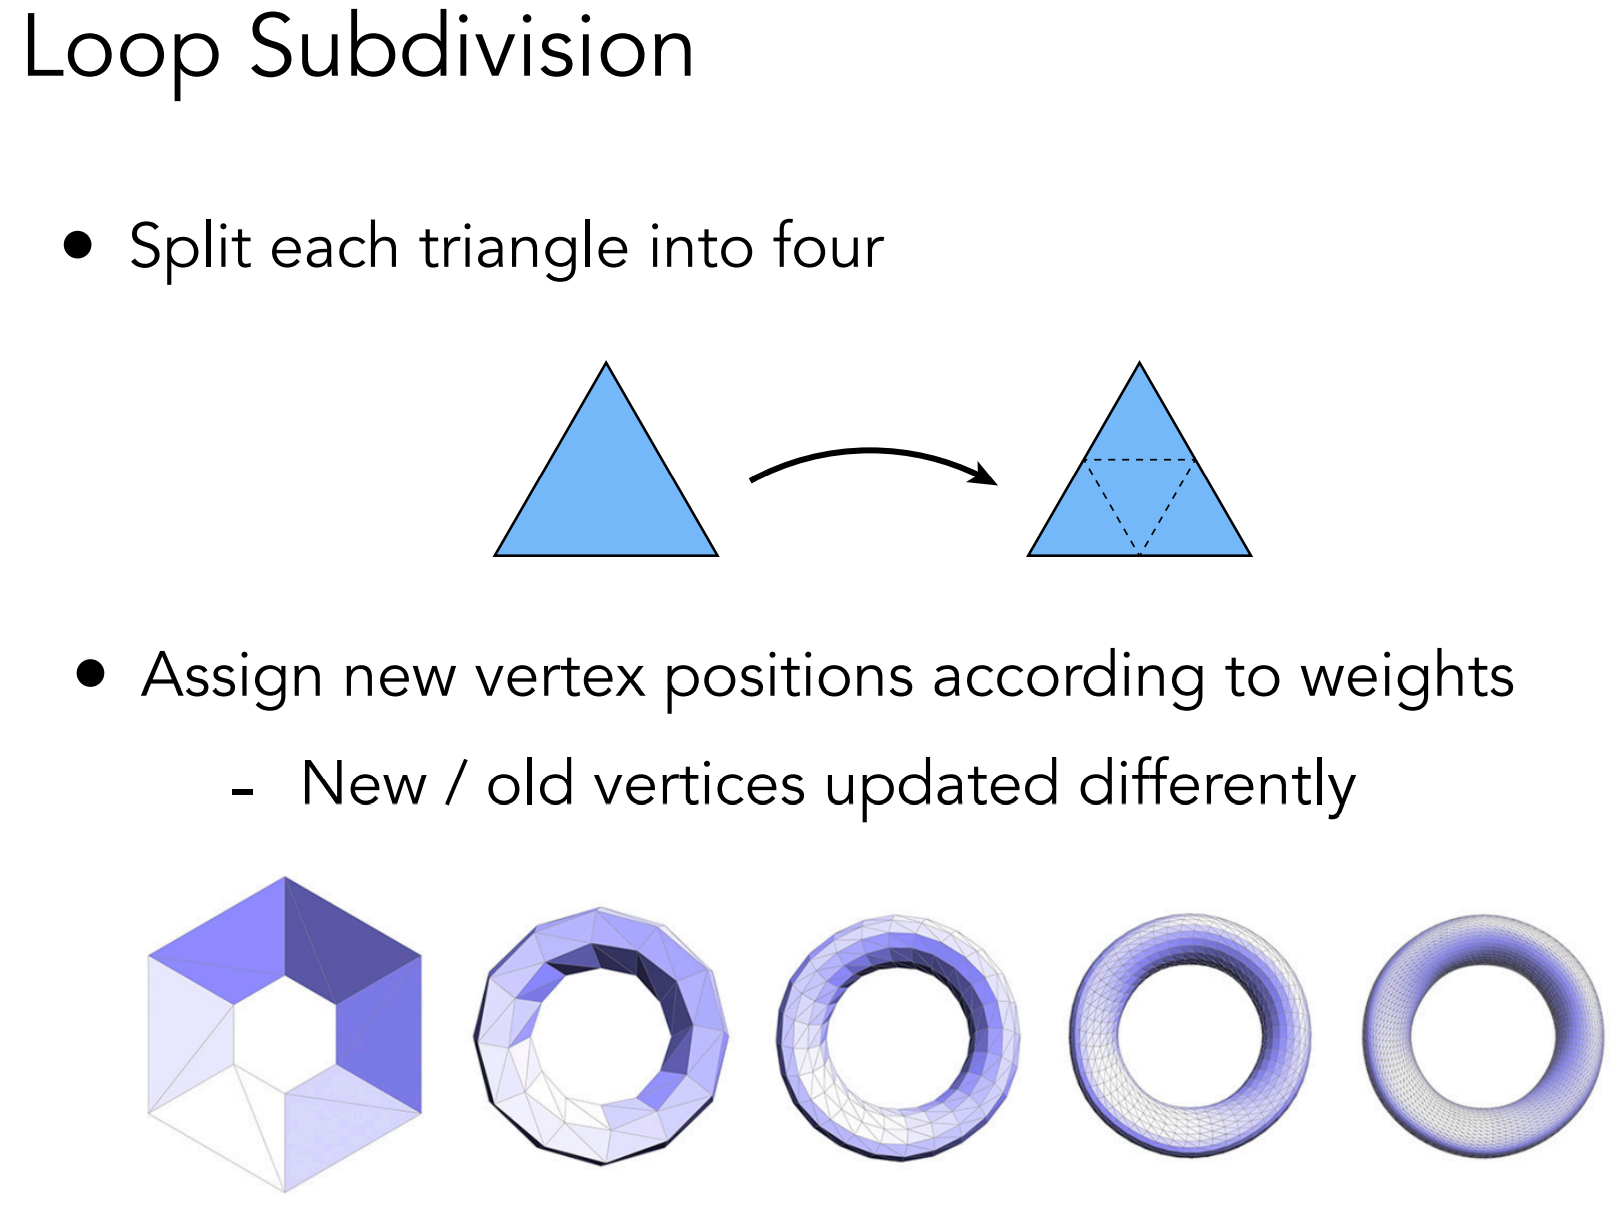 Loop Subdivision
• Split each triangle into four
• Assign new vertex positions according to weights
- New / old vertices updated differently